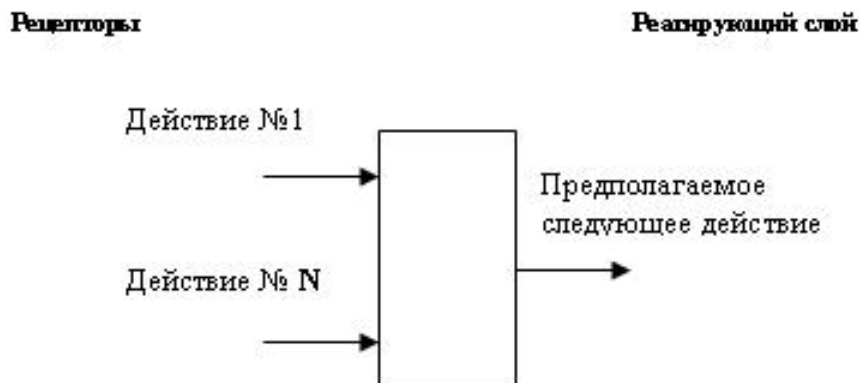 Рецепторы
Реагирующий слой
Действие №1
Предполагаемое
следующее действие
Действие № N